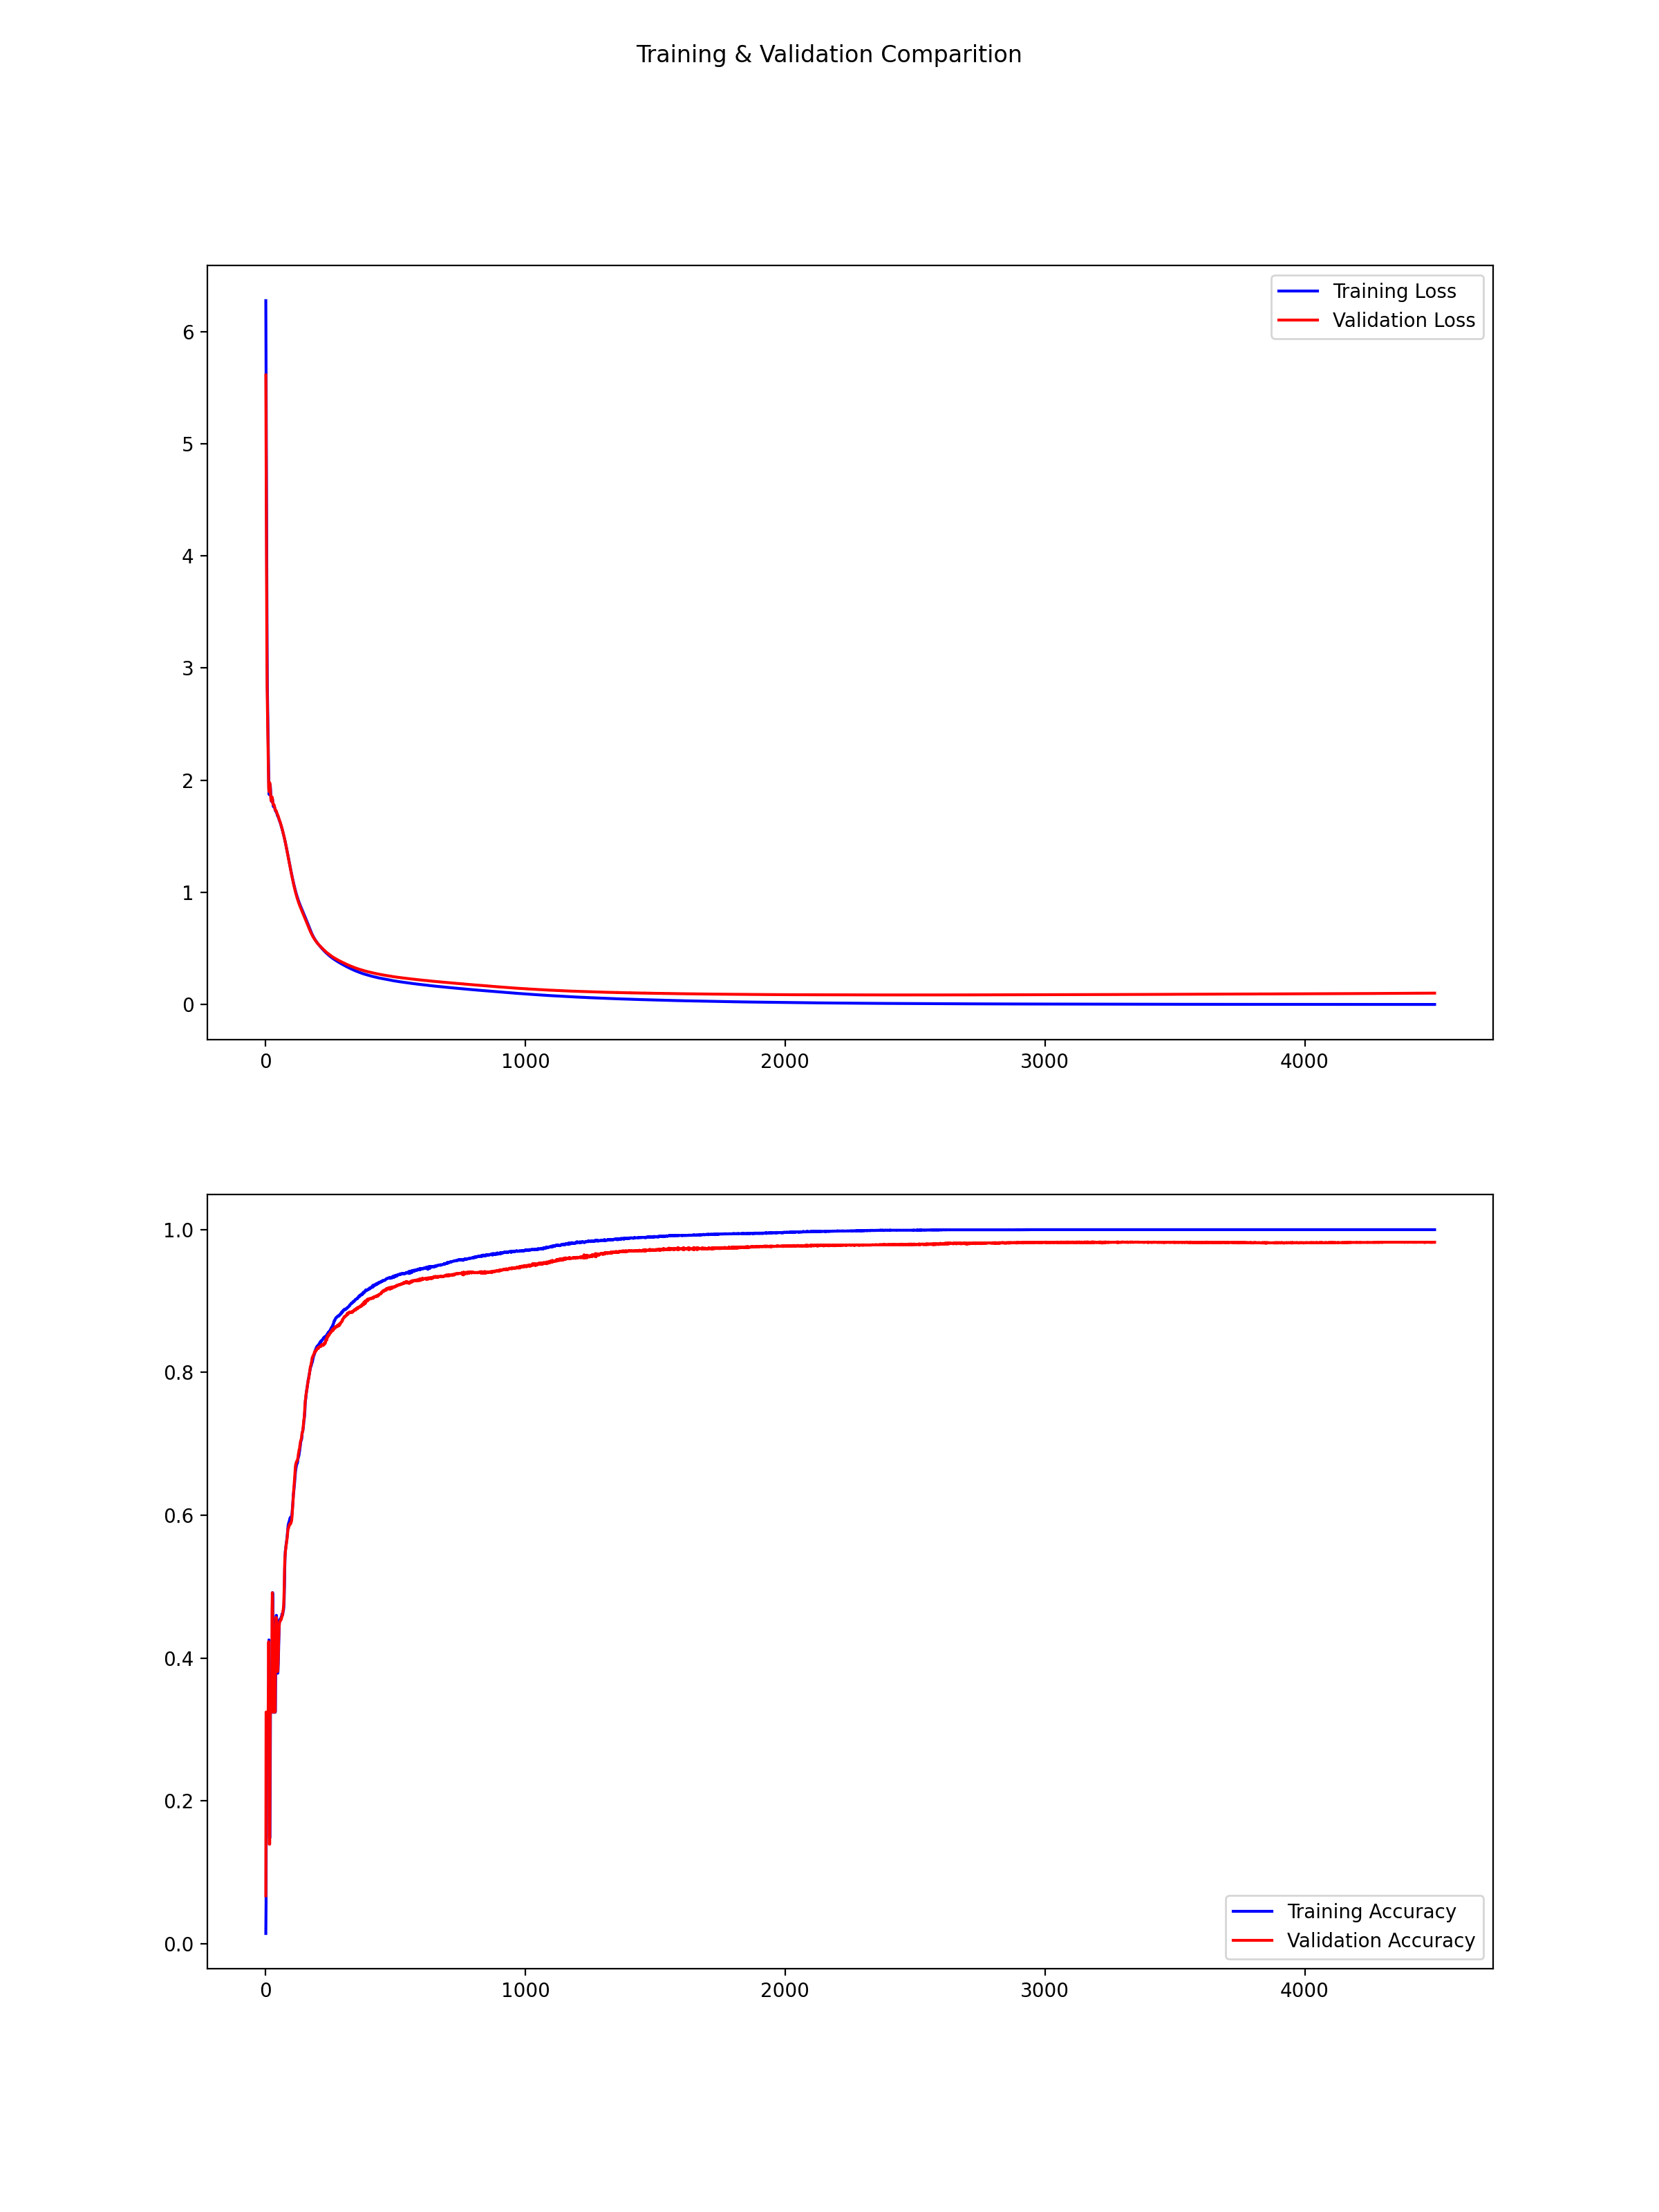 Training & Validation Comparition
Training Loss
Validation Loss
6
5
4
3
2
1
0
0 1000 2000 3000 4000
1.0
0.8
0.6
0.4
0.2
0.0
Training Accuracy
Validation Accuracy
0 1000 2000 3000 4000